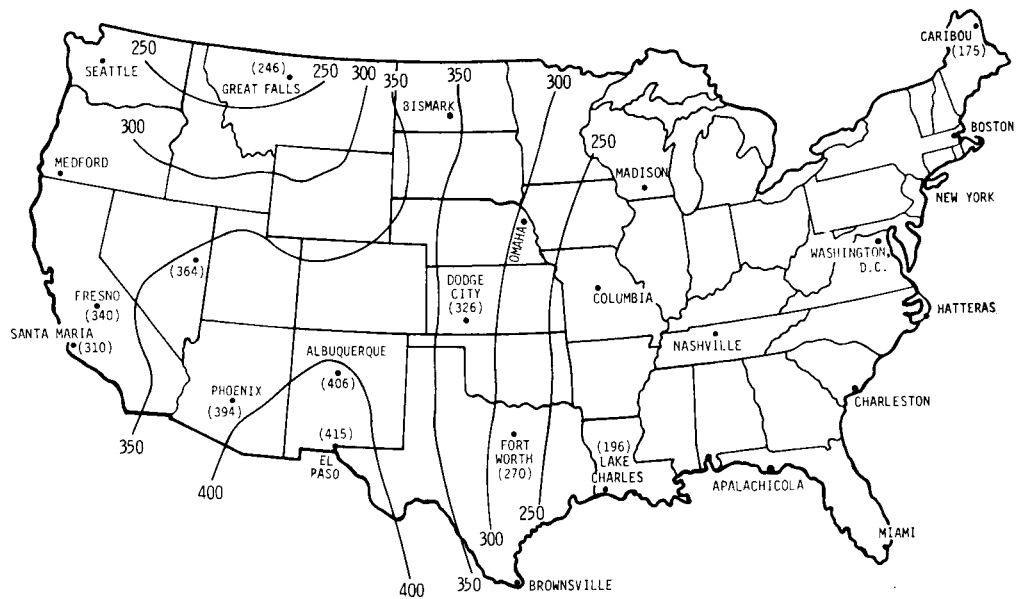 CARIBOU
(175)
250
SEATTLE
(246)
GREAT FALLS
250
300
350
350
300
BISMARK
BOSTON
300
250
MEDFORD
MADISON
NEW YORK
OMAHA
WASHINGTON,
D.C.
(364)
DODGE
CITY
(326)
COLUMBIA
FRESNO
(340)
HATTERAS
SANTA MARIA
(310)
NASHVILLE
ALBUQUERQUE
(406)
PHOENIX
(394)
CHARLESTON
350
(415)
EL
PASO
FORT
WORTH
(270)
(196)
LAKE
CHARLES
APALACHICOLA
400
250
300
MIAMI
400
350
BROWNSVILLE